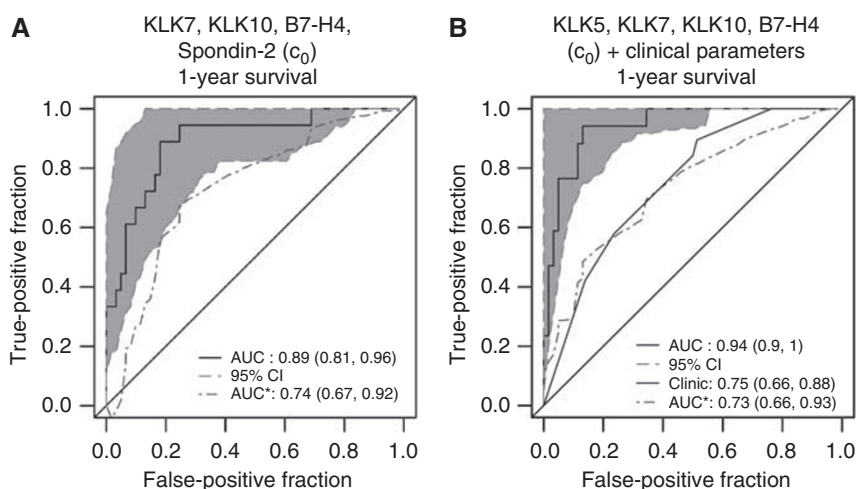 A
KLK7, KLK10, B7-H4,
Spondin-2 (c0)
1-year survival
True-positive fraction
1.0
0.8
0.6
0.4
0.2
0.0
AUC : 0.89 (0.81, 0.96)
95% CI
AUC*: 0.74 (0.67, 0.92)
0.0 0.2 0.4 0.6 0.8 1.0
False-positive fraction
B
KLK5, KLK7, KLK10, B7-H4
(c0) + clinical parameters
1-year survival
True-positive fraction
1.0
0.8
0.6
0.4
0.2
0.0
AUC : 0.94 (0.9, 1)
95% CI
Clinic: 0.75 (0.66, 0.88)
AUC*: 0.73 (0.66, 0.93)
0.0 0.2 0.4 0.6 0.8 1.0
False-positive fraction